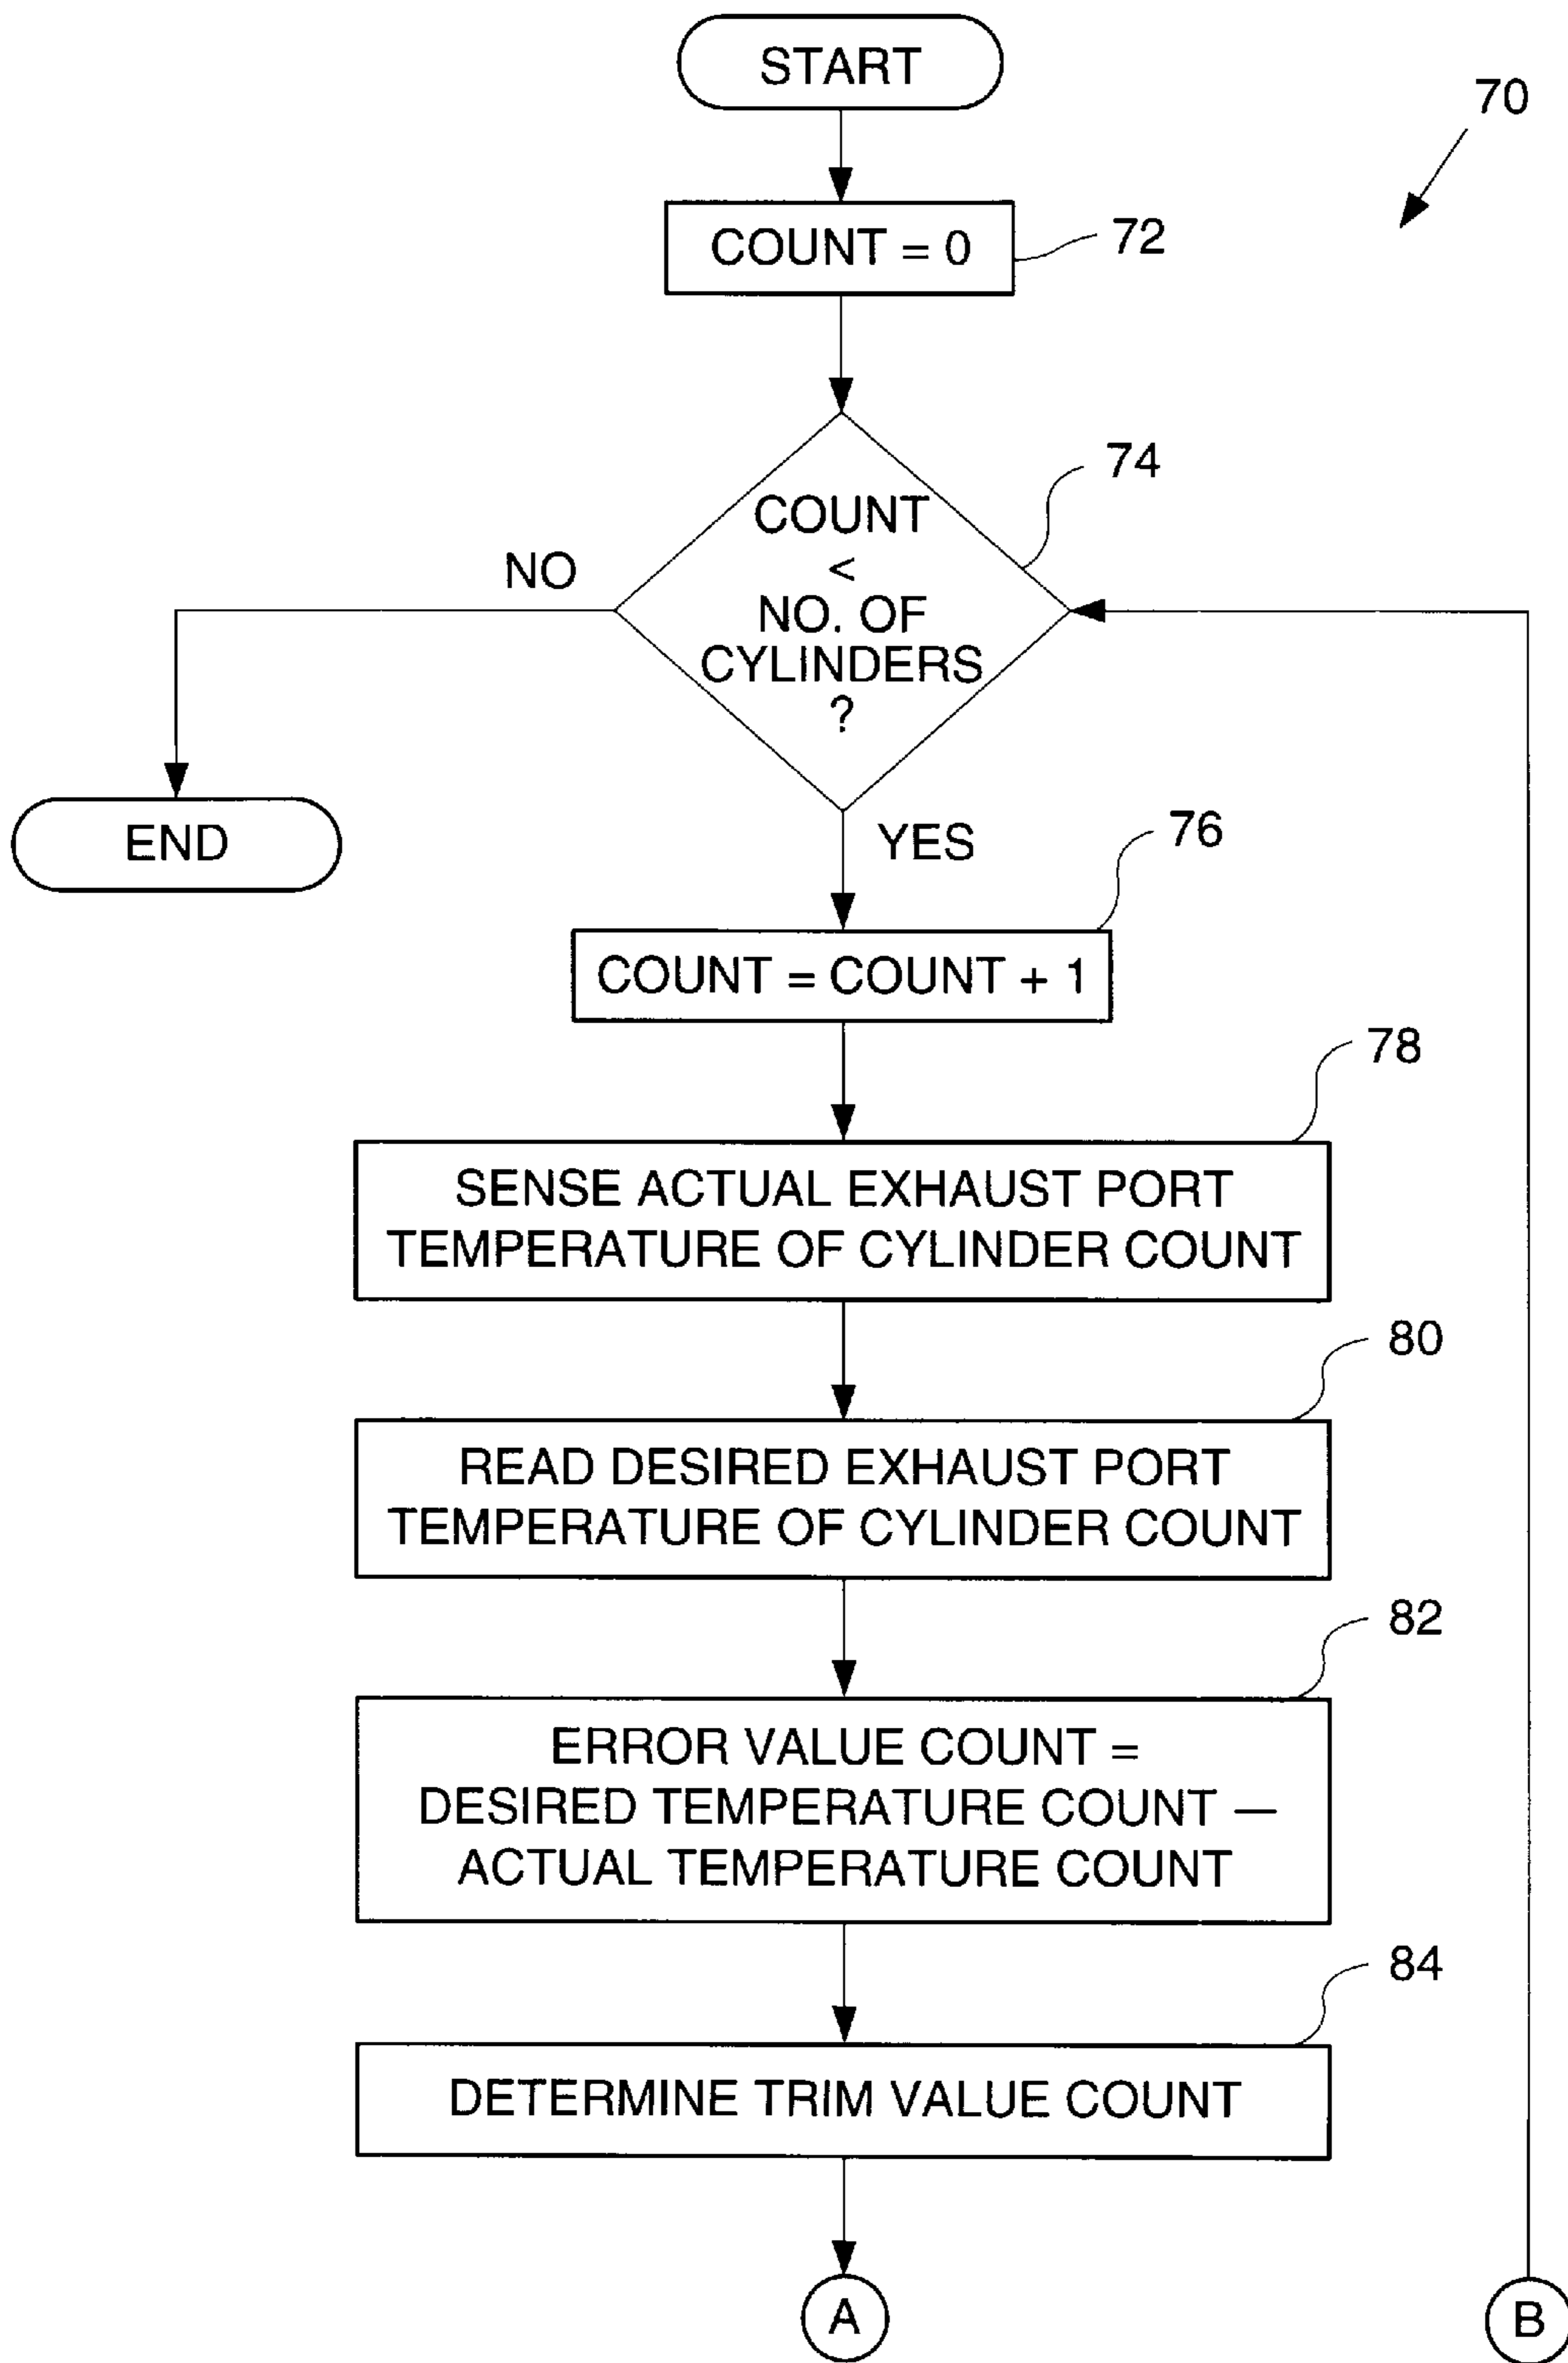 START
70
COUNT = 0
72
74
COUNT
<
NO. OF
CYLINDERS
?
NO
END
YES
76
COUNT = COUNT + 1
78
SENSE ACTUAL EXHAUST PORT
TEMPERATURE OF CYLINDER COUNT
80
READ DESIRED EXHAUST PORT
TEMPERATURE OF CYLINDER COUNT
82
ERROR VALUE COUNT =
DESIRED TEMPERATURE COUNT —
ACTUAL TEMPERATURE COUNT
84
DETERMINE TRIM VALUE COUNT
A
B